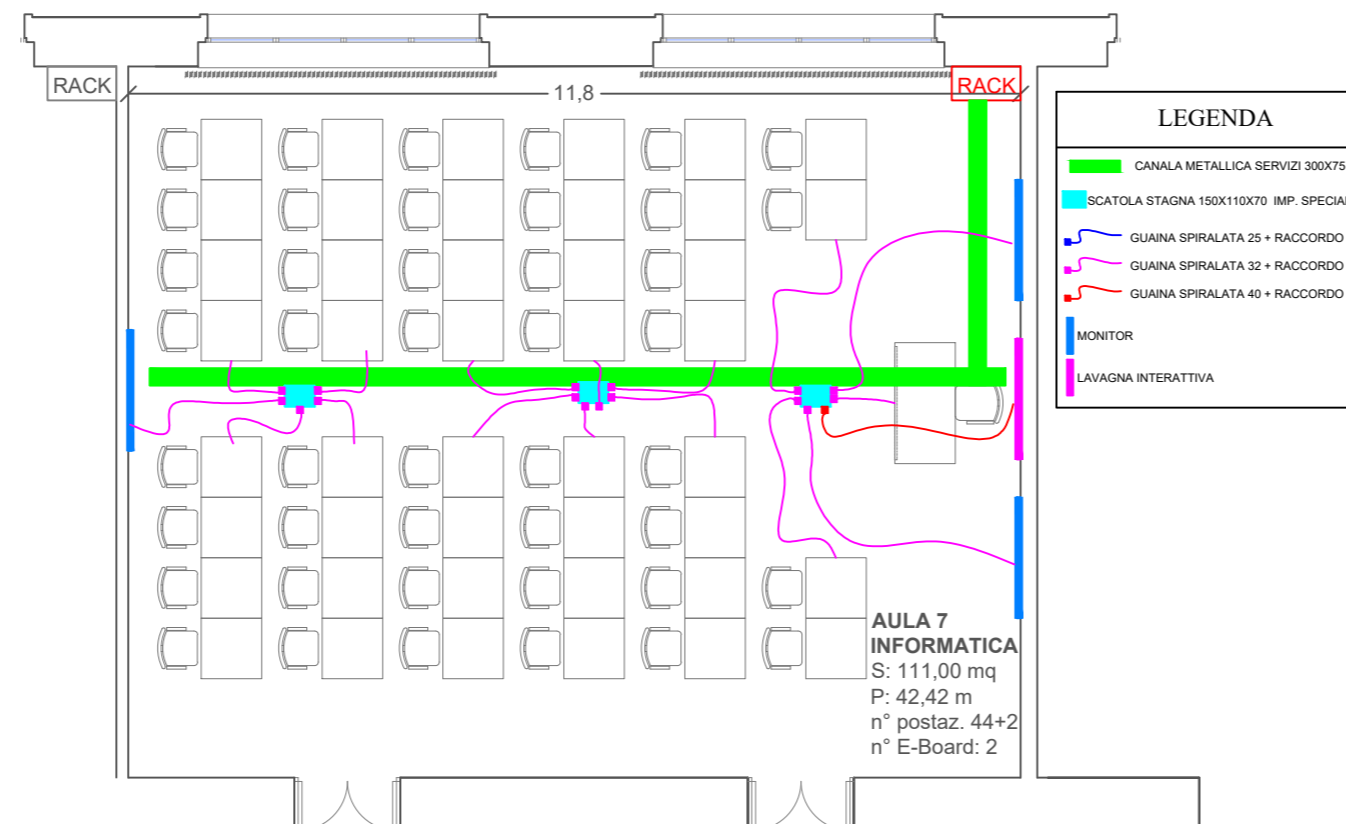 RACK
11,8
RACK
LEGENDA
CANALA METALLICA SERVIZI 300X75
SCATOLA STAGNA 150X110X70 IMP. SPECIAL
GUAINA SPIRALATA 25 + RACCORDO
GUAINA SPIRALATA 32 + RACCORDO
GUAINA SPIRALATA 40 + RACCORDO
MONITOR
LAVAGNA INTERATTIVA
AULA 7
INFORMATICA
S: 111,00 mq
P: 42,42 m
n° postaz. 44+2
n° E-Board: 2